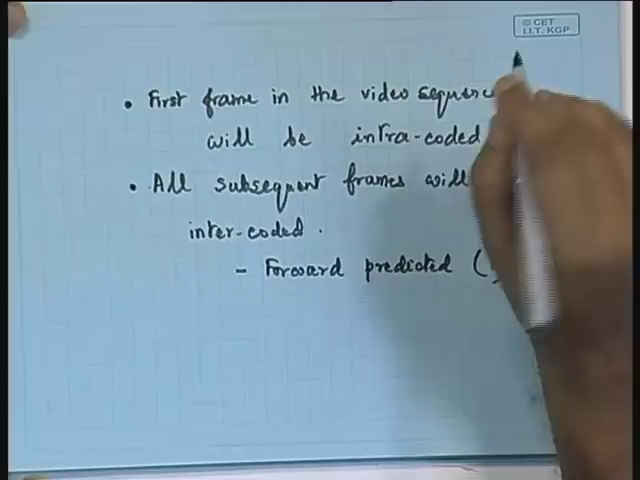 © CET
I.I.T. KGP
• First frame in the video sequenc
will be intra-coded
• All subsequent frames will
inter-coded.
- Forward predicted (